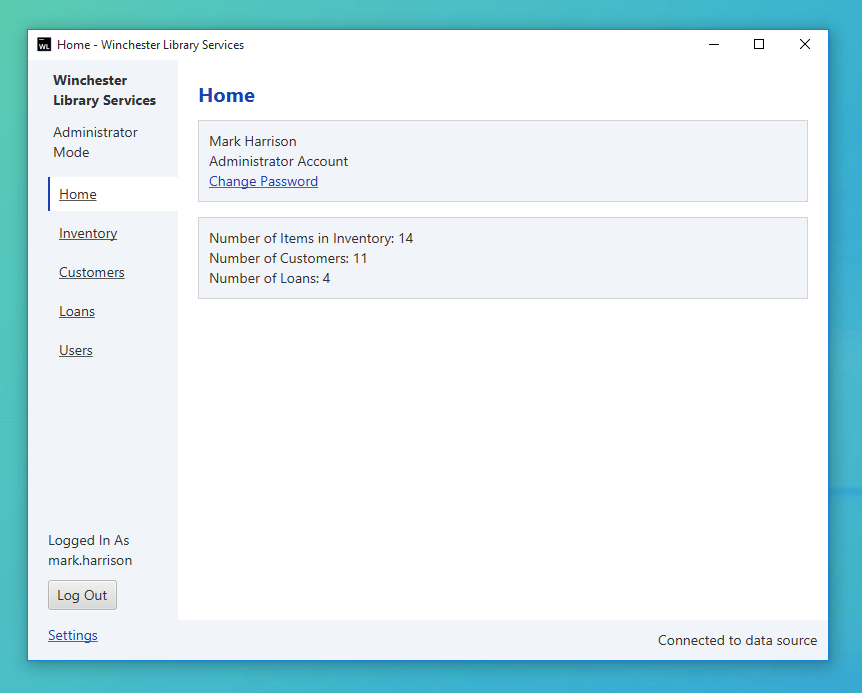 WL Home - Winchester Library Services
Winchester
Library Services
Administrator
Mode
Home
Inventory
Customers
Loans
Users
Logged In As
mark.harrison
Log Out
Settings
Home
Mark Harrison
Administrator Account
Change Password
Number of Items in Inventory: 14
Number of Customers: 11
Number of Loans: 4
Connected to data source